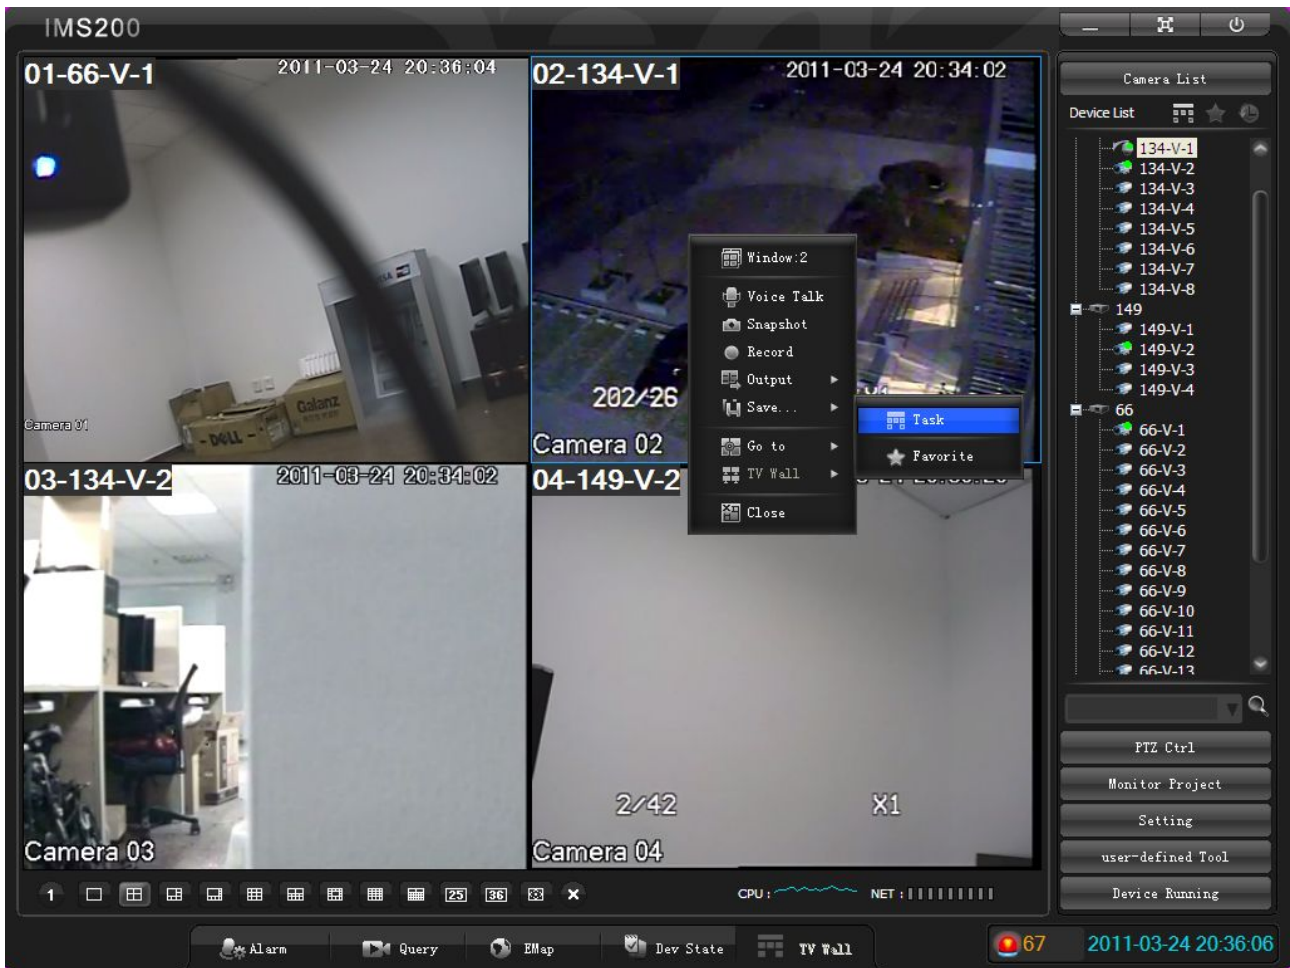 IMS200
01-66-V-1
2011-03-24 20:36:04
Galanz
DELL
Camera 01
02-134-V-1
2011-03-24 20:34:02
202/26
Camera 02
03-134-V-2
2011-03-24 20:34:02
Camera 03
04-149-V-2
2/42
X1
Camera 04
Window:2
Voice Talk
Snapshot
Record
Output
Save...
Go to
TV Wall
Close
Task
Favorite
Camera List
Device List
134-V-1
134-V-2
134-V-3
134-V-4
134-V-5
134-V-6
134-V-7
134-V-8
149
149-V-1
149-V-2
149-V-3
149-V-4
66
66-V-1
66-V-2
66-V-3
66-V-4
66-V-5
66-V-6
66-V-7
66-V-8
66-V-9
66-V-10
66-V-11
66-V-12
66-V-13
PTZ Ctrl
Monitor Project
Setting
user-defined Tool
Device Running
1
25
36
CPU :
NET :
Alarm
Query
EMap
Dev State
TV Wall
67
2011-03-24 20:36:06